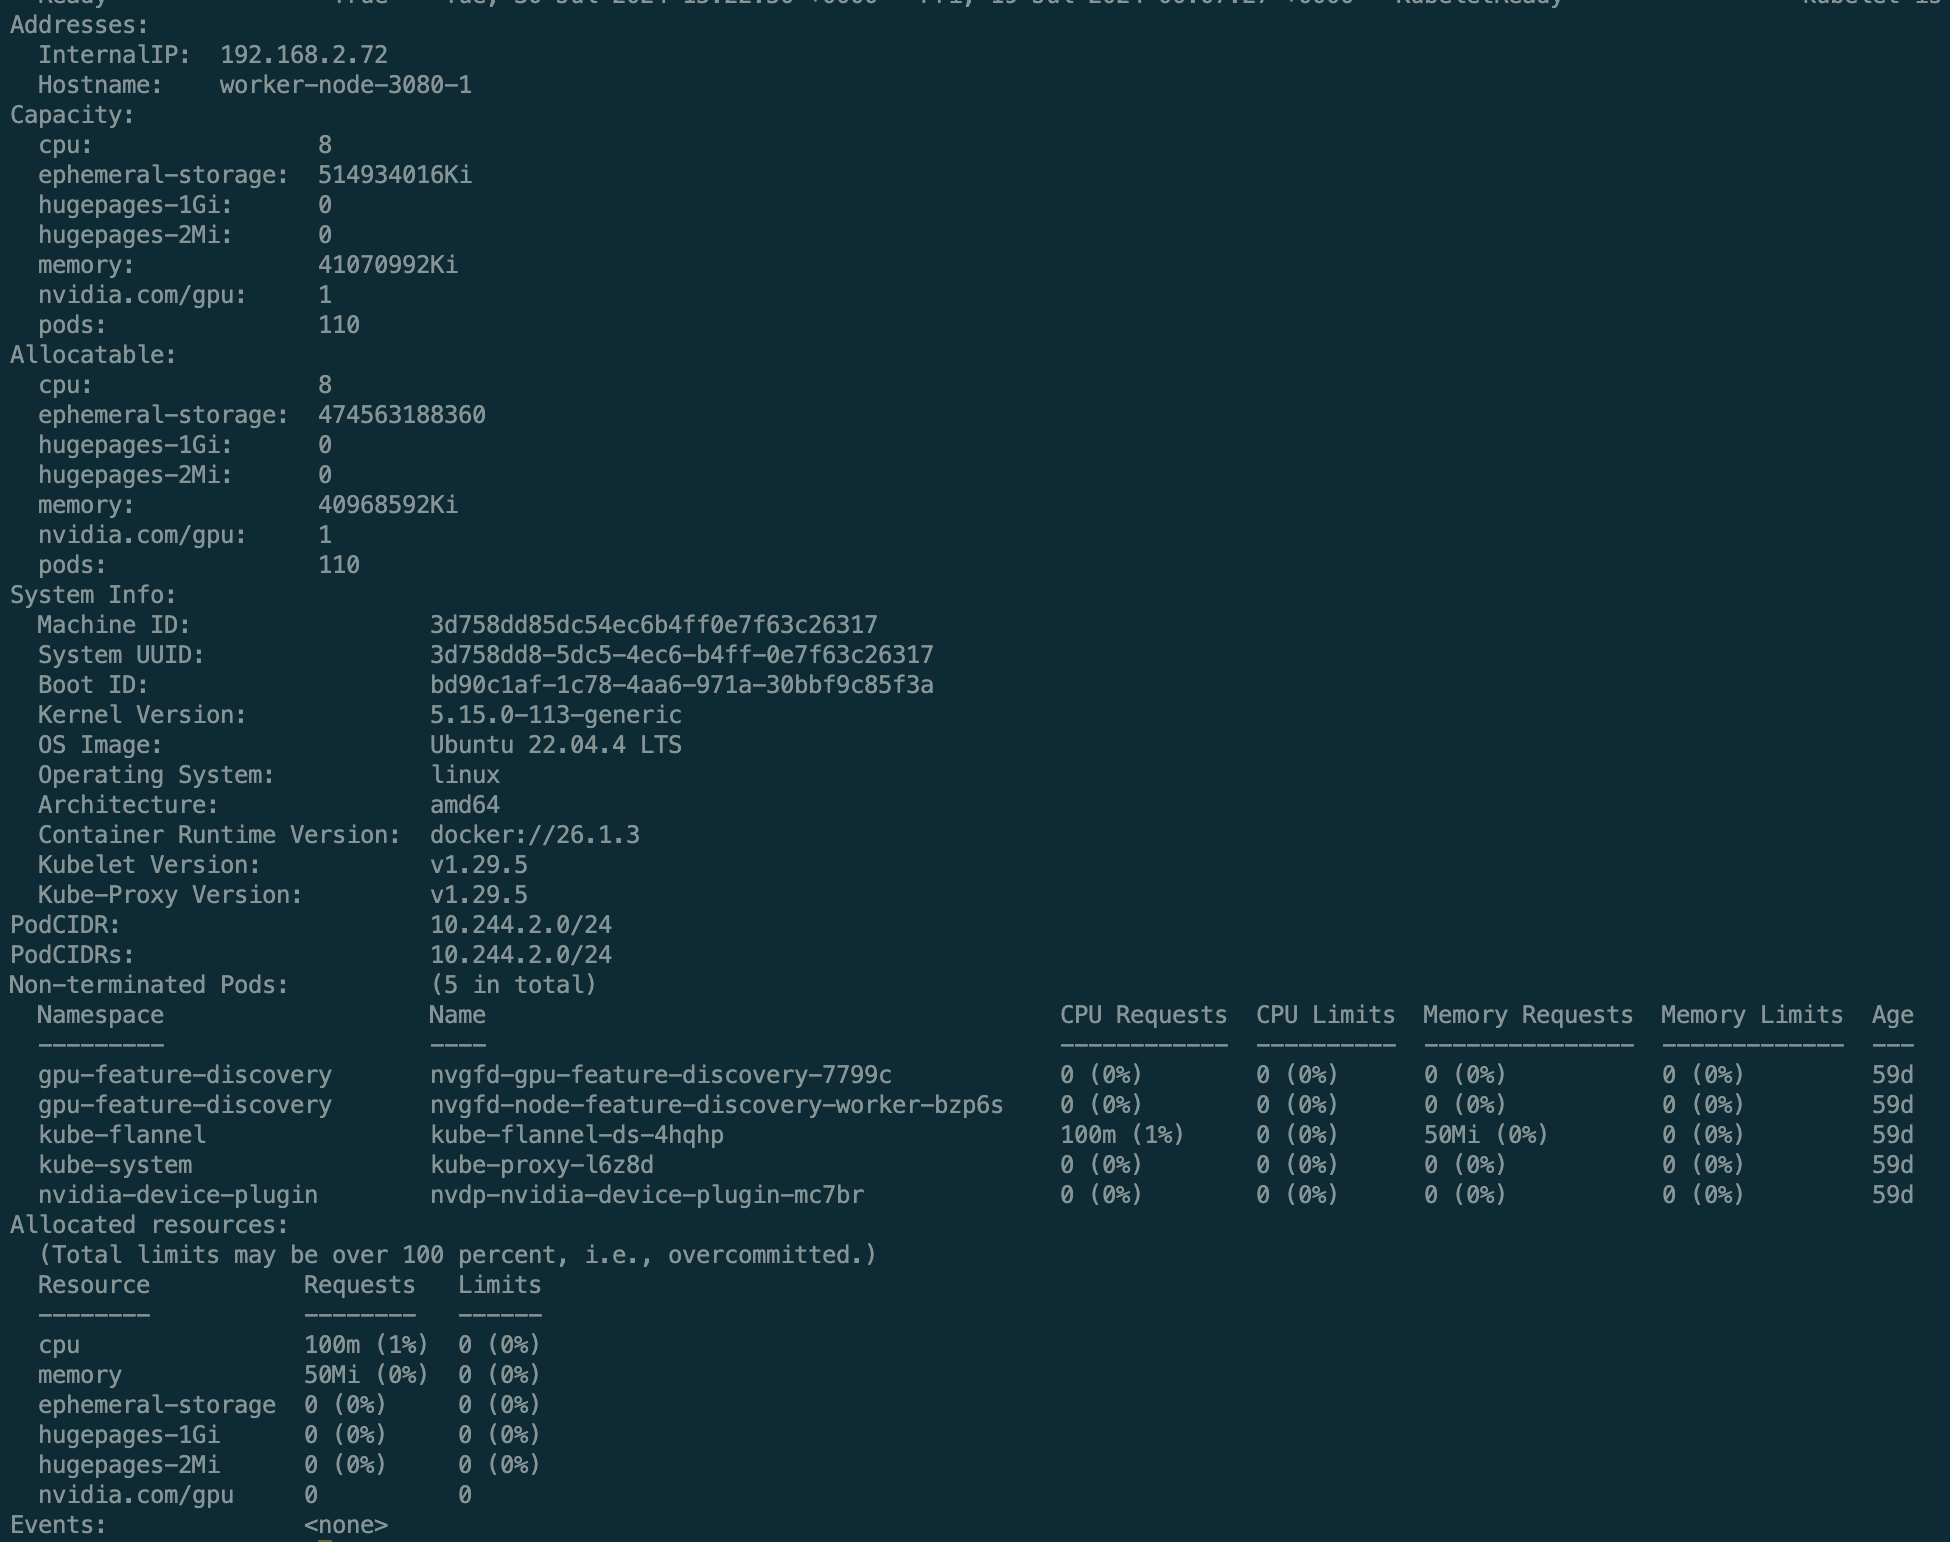 Addresses:
  InternalIP:  192.168.2.72
  Hostname:    worker-node-3080-1
Capacity:
  cpu:                8
  ephemeral-storage:  514934016Ki
  hugepages-1Gi:      0
  hugepages-2Mi:      0
  memory:             41070992Ki
  nvidia.com/gpu:     1
  pods:               110
Allocatable:
  cpu:                8
  ephemeral-storage:  474563188360
  hugepages-1Gi:      0
  hugepages-2Mi:      0
  memory:             40968592Ki
  nvidia.com/gpu:     1
  pods:               110
System Info:
  Machine ID:                 3d758dd85dc54ec6b4ff0e7f63c26317
  System UUID:                3d758dd8-5dc5-4ec6-b4ff-0e7f63c26317
  Boot ID:                    bd90c1af-1c78-4aa6-971a-30bbf9c85f3a
  Kernel Version:             5.15.0-113-generic
  OS Image:                   Ubuntu 22.04.4 LTS
  Operating System:           linux
  Architecture:               amd64
  Container Runtime Version:  docker://26.1.3
  Kubelet Version:            v1.29.5
  Kube-Proxy Version:         v1.29.5
PodCIDR:                      10.244.2.0/24
PodCIDRs:                     10.244.2.0/24
Non-terminated Pods:          (5 in total)
  Namespace                   Name                                         CPU Requests  CPU Limits  Memory Requests  Memory Limits  Age
  ---------                   ----                                         ------------  ----------  ---------------  -------------  ---
  gpu-feature-discovery       nvgfd-gpu-feature-discovery-7799c            0 (0%)        0 (0%)      0 (0%)           0 (0%)         59d
  gpu-feature-discovery       nvgfd-node-feature-discovery-worker-bzp6s    0 (0%)        0 (0%)      0 (0%)           0 (0%)         59d
  kube-flannel                kube-flannel-ds-4hqhp                        100m (1%)     0 (0%)      50Mi (0%)        0 (0%)         59d
  kube-system                 kube-proxy-l6z8d                             0 (0%)        0 (0%)      0 (0%)           0 (0%)         59d
  nvidia-device-plugin        nvdp-nvidia-device-plugin-mc7br              0 (0%)        0 (0%)      0 (0%)           0 (0%)         59d
Allocated resources:
  (Total limits may be over 100 percent, i.e., overcommitted.)
  Resource           Requests   Limits
  --------           --------   ------
  cpu                100m (1%)  0 (0%)
  memory             50Mi (0%)  0 (0%)
  ephemeral-storage  0 (0%)     0 (0%)
  hugepages-1Gi      0 (0%)     0 (0%)
  hugepages-2Mi      0 (0%)     0 (0%)
  nvidia.com/gpu     0          0
Events:              <none>